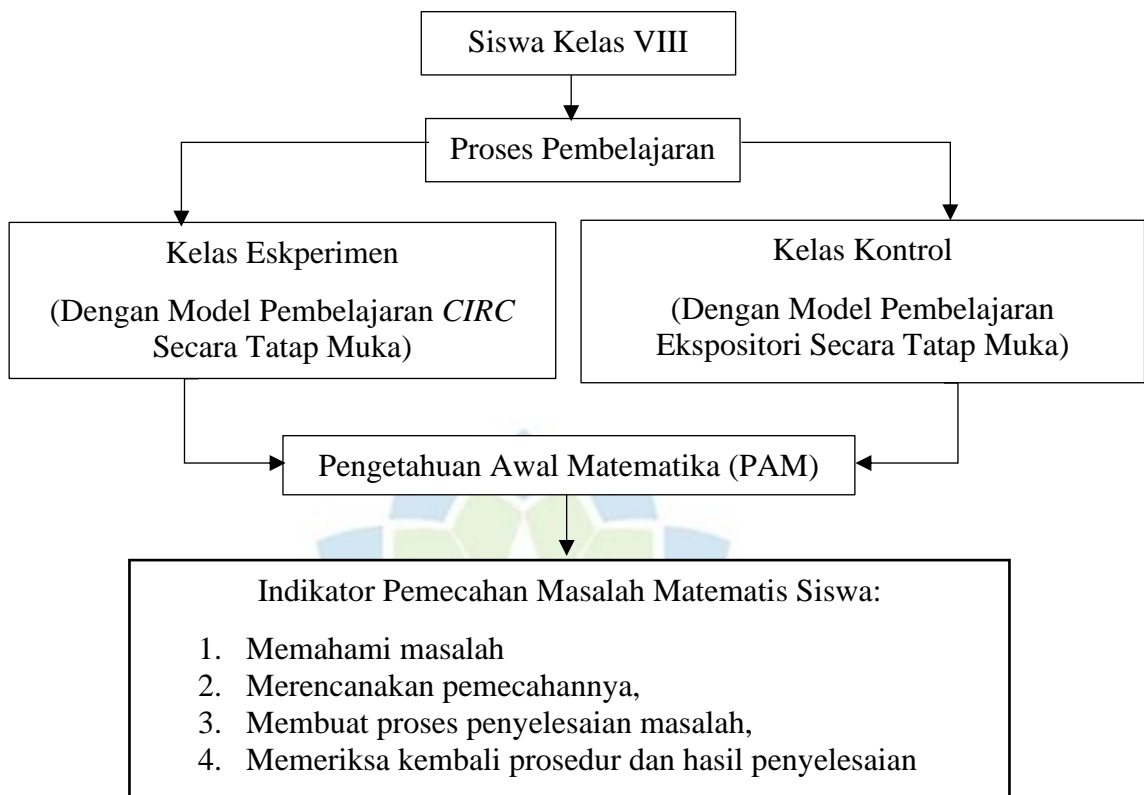 Siswa Kelas VIII
Proses Pembelajaran
Kelas Eskperimen
(Dengan Model Pembelajaran CIRC
Secara Tatap Muka)
Kelas Kontrol
(Dengan Model Pembelajaran
Ekspositori Secara Tatap Muka)
Pengetahuan Awal Matematika (PAM)
Indikator Pemecahan Masalah Matematis Siswa:
1. Memahami masalah
2. Merencanakan pemecahannya,
3. Membuat proses penyelesaian masalah,
4. Memeriksa kembali prosedur dan hasil penyelesaian